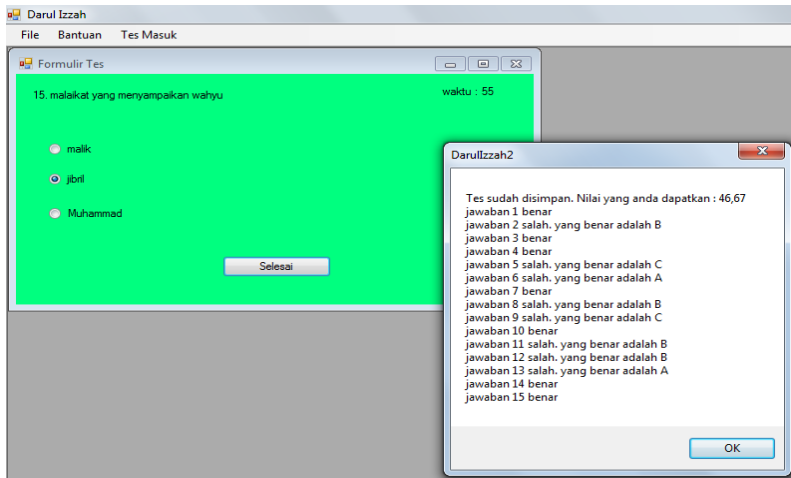 Darul Izzah
File Bantuan Tes Masuk
Formulir Tes
15. malaikat yang menyampaikan wahyu
waktu : 55
malik
jibril
Muhammad
Selesai
DarulIzzah2
Tes sudah disimpan. Nilai yang anda dapatkan : 46,67
jawaban 1 benar
jawaban 2 salah. yang benar adalah B
jawaban 3 benar
jawaban 4 benar
jawaban 5 salah. yang benar adalah C
jawaban 6 salah. yang benar adalah A
jawaban 7 benar
jawaban 8 salah. yang benar adalah B
jawaban 9 salah. yang benar adalah C
jawaban 10 benar
jawaban 11 salah. yang benar adalah B
jawaban 12 salah. yang benar adalah B
jawaban 13 salah. yang benar adalah A
jawaban 14 benar
jawaban 15 benar
OK